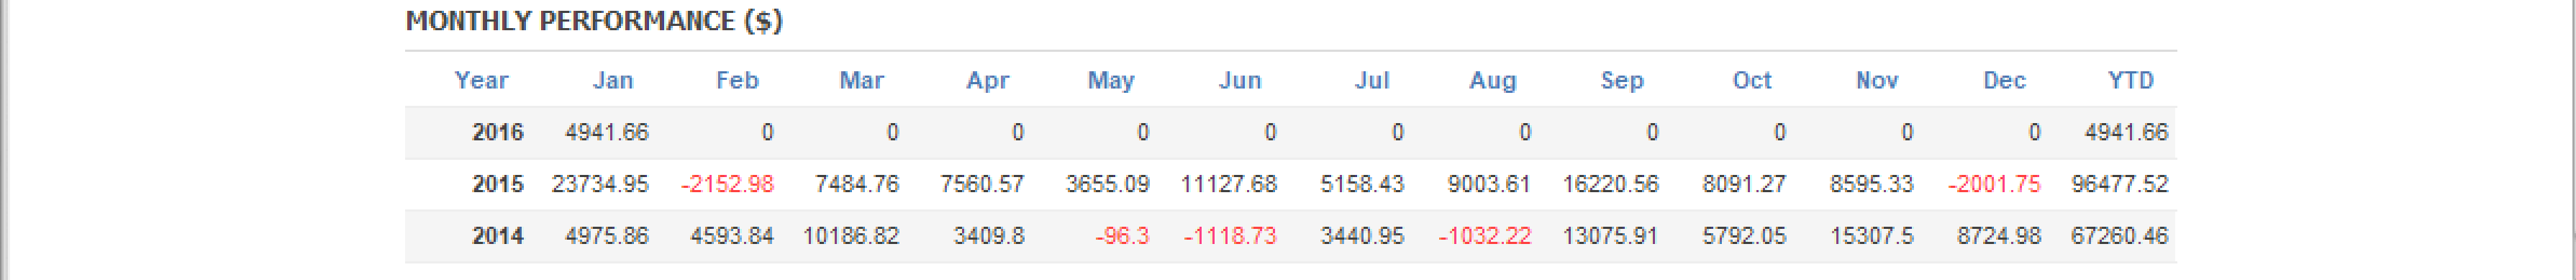 MONTHLY PERFORMANCE ($)
Year Jan Feb Mar Apr May Jun Jul Aug Sep Oct Nov Dec YTD
2016 4941.66 0 0 0 0 0 0 0 0 0 0 0 4941.66
2015 23734.95 -2152.98 7484.76 7560.57 3655.09 11127.68 5158.43 9003.61 16220.56 8091.27 8595.33 -2001.75 96477.52
2014 4975.86 4593.84 10186.82 3409.8 -96.3 -1118.73 3440.95 -1032.22 13075.91 5792.05 15307.5 8724.98 67260.46